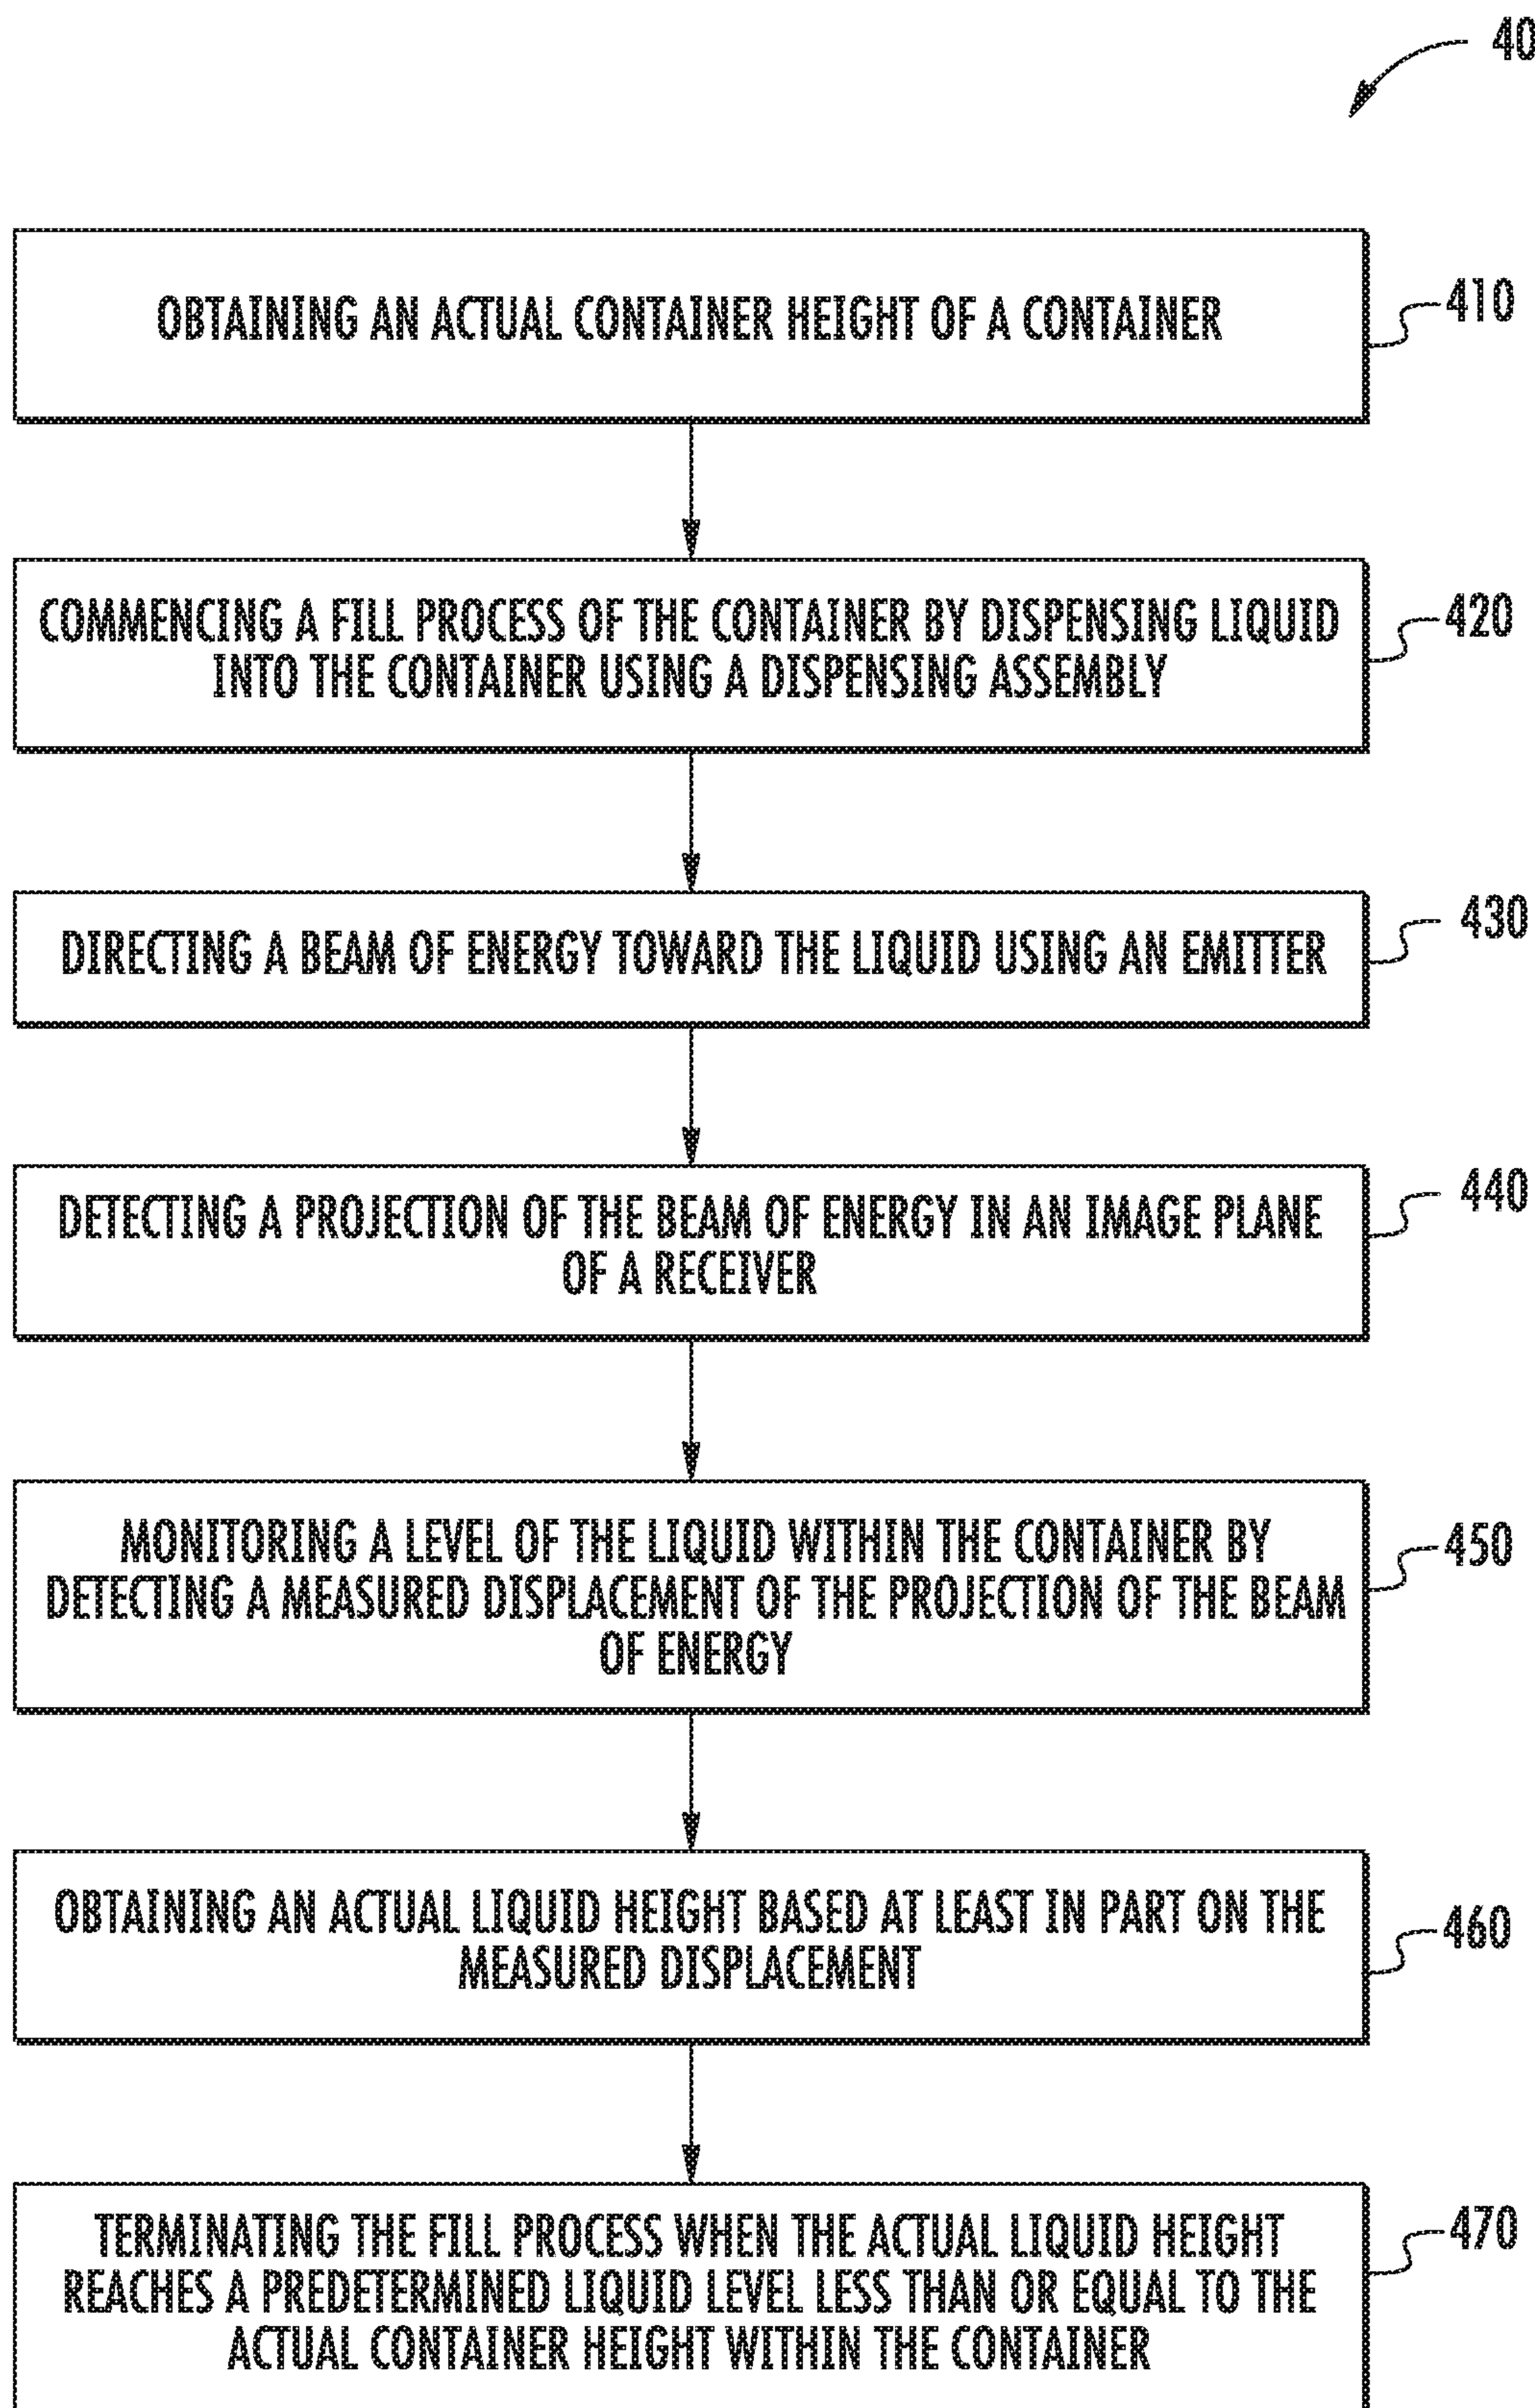 40
OBTAINING AN ACTUAL CONTAINER HEIGHT OF A CONTAINER
410
COMMENCING A FILL PROCESS OF THE CONTAINER BY DISPENSING LIQUID
INTO THE CONTAINER USING A DISPENSING ASSEMBLY
420
DIRECTING A BEAM OF ENERGY TOWARD THE LIQUID USING AN EMITTER
430
DETECTING A PROJECTION OF THE BEAM OF ENERGY IN AN IMAGE PLANE
OF A RECEIVER
440
MONITORING A LEVEL OF THE LIQUID WITHIN THE CONTAINER BY
DETECTING A MEASURED DISPLACEMENT OF THE PROJECTION OF THE BEAM
OF ENERGY
450
OBTAINING AN ACTUAL LIQUID HEIGHT BASED AT LEAST IN PART ON THE
MEASURED DISPLACEMENT
460
TERMINATING THE FILL PROCESS WHEN THE ACTUAL LIQUID HEIGHT
REACHES A PREDETERMINED LIQUID LEVEL LESS THAN OR EQUAL TO THE
ACTUAL CONTAINER HEIGHT WITHIN THE CONTAINER
470